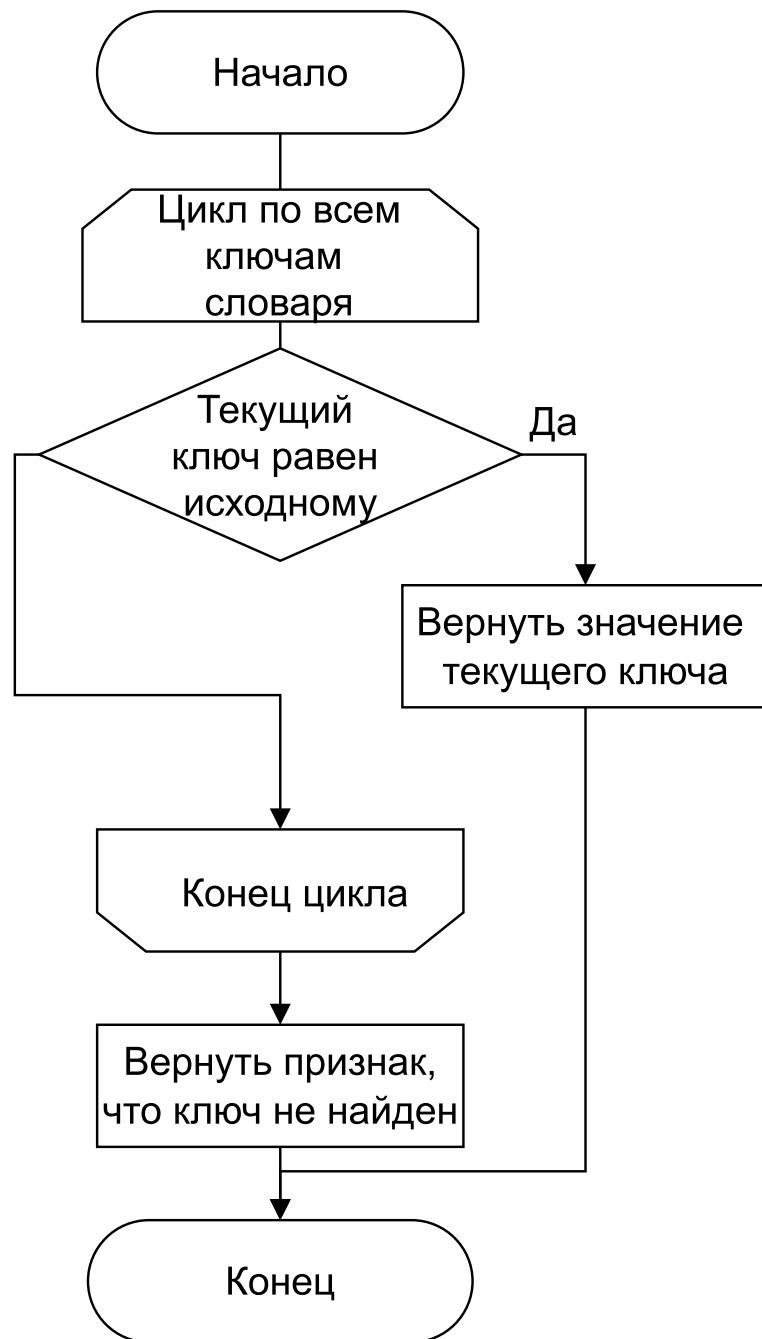 Начало
Цикл по всем
ключам
словаря
Текущий
ключ равен
исходному
Да
Вернуть значение
текущего ключа
Конец цикла
Вернуть признак,
что ключ не найден
Конец